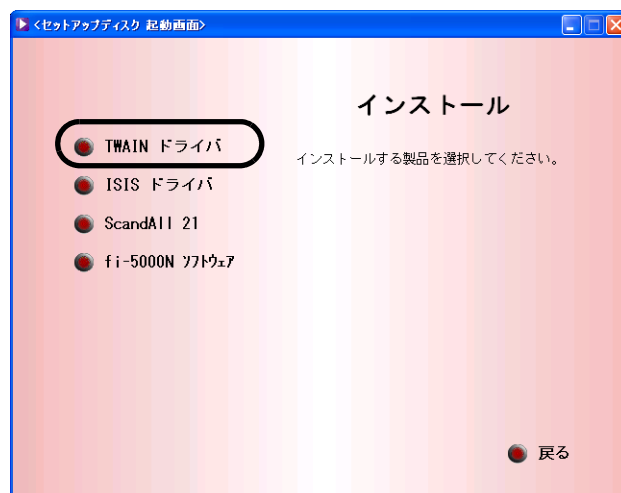 <セットアップディスク 起動画面>
インストール
インストールする製品を選択してください。
TWAIN ドライバ
ISIS ドライバ
ScandAll 21
fi-5000N ｿﾌﾄｳｪｱ
戻る